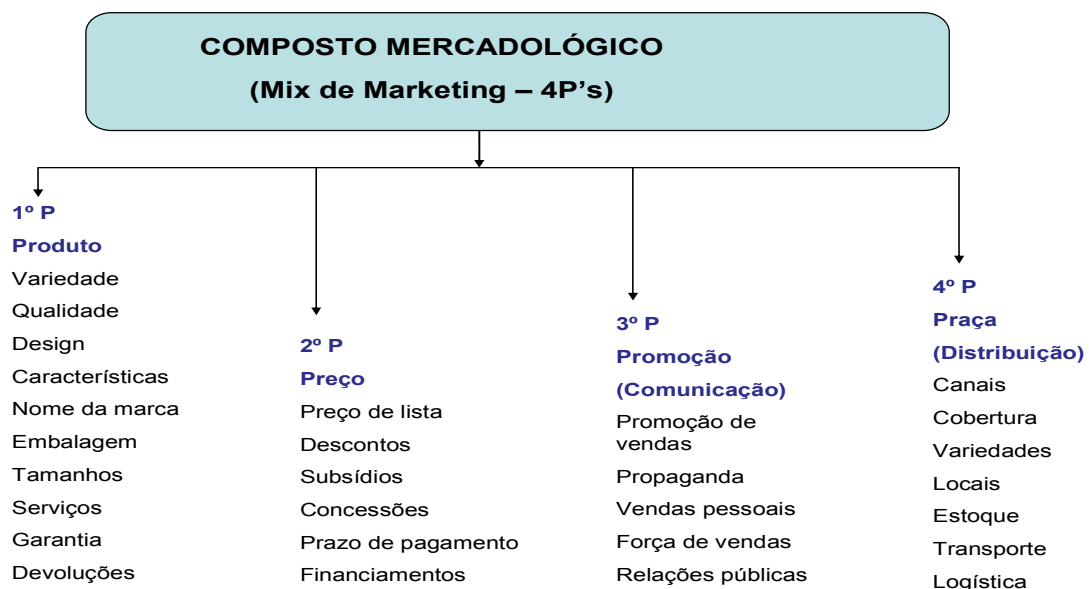 COMPOSTO MERCADOLÓGICO
(Mix de Marketing – 4P's)
1º P
Produto
Variedade
Qualidade
Design
Características
Nome da marca
Embalagem
Tamanhos
Serviços
Garantia
Devoluções
2º P
Preço
Preço de lista
Descontos
Subsídios
Concessões
Prazo de pagamento
Financiamentos
3º P
Promoção
(Comunicação)
Promoção de
vendas
Propaganda
Vendas pessoais
Força de vendas
Relações públicas
4º P
Praça
(Distribuição)
Canais
Cobertura
Variedades
Locais
Estoque
Transporte
Logística